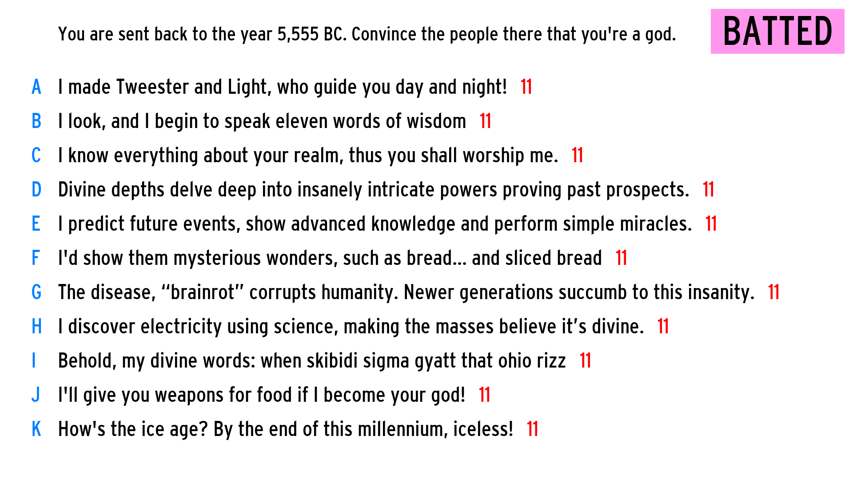 You are sent back to the year 5,555 BC. Convince the people there that you're a god. BATTED
A I made Tweester and Light, who guide you day and night! 11
B I look, and I begin to speak eleven words of wisdom 11
C I know everything about your realm, thus you shall worship me. 11
D Divine depths delve deep into insanely intricate powers proving past prospects. 11
E I predict future events, show advanced knowledge and perform simple miracles. 11
F I'd show them mysterious wonders, such as bread... and sliced bread 11
G The disease, “brainrot” corrupts humanity. Newer generations succumb to this insanity. 11
H I discover electricity using science, making the masses believe it’s divine. 11
I Behold, my divine words: when skibidi sigma gyatt that ohio rizz 11
J I'll give you weapons for food if I become your god! 11
K How's the ice age? By the end of this millennium, iceless! 11